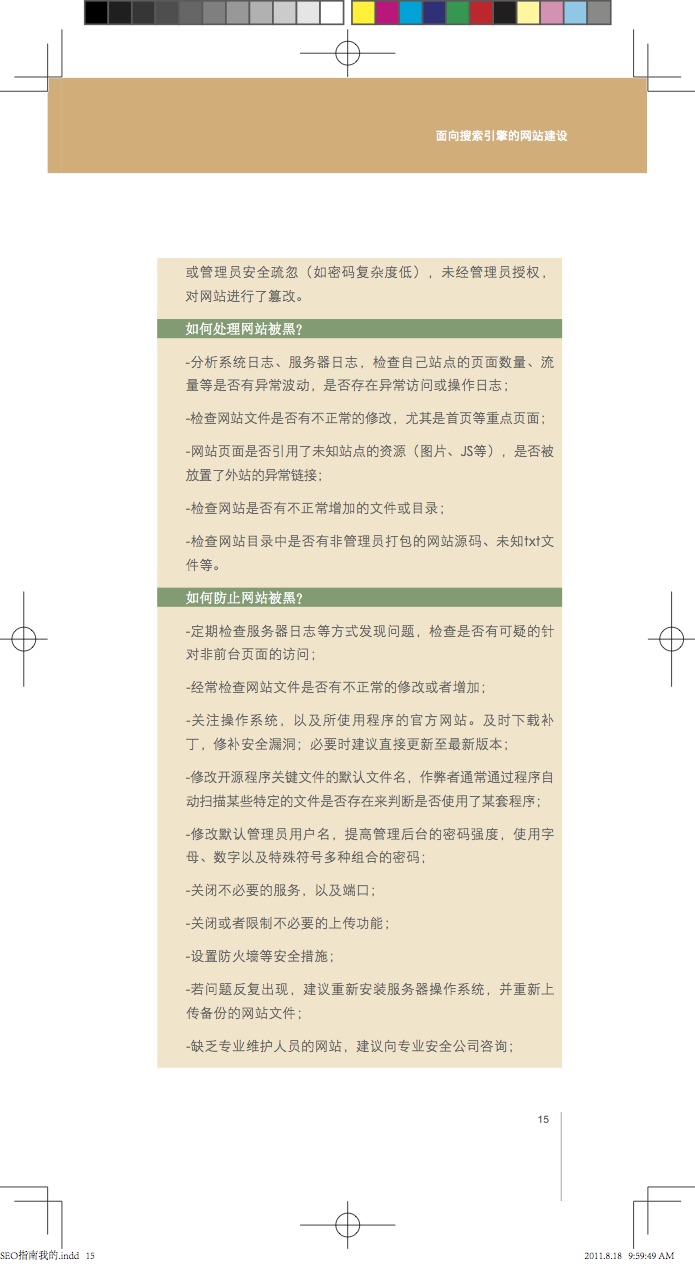 面向搜索引擎的网站建设
或管理员安全疏忽（如密码复杂度低），未经管理员授权，
对网站进行了篡改。
如何处理网站被黑？
-分析系统日志、服务器日志，检查自己站点的页面数量、流
量等是否有异常波动，是否存在异常访问或操作日志；
-检查网站文件是否有不正常的修改，尤其是首页等重点页面；
-网站页面是否引用了未知站点的资源（图片、JS等），是否被
放置了外站的异常链接；
-检查网站是否有不正常增加的文件或目录；
-检查网站目录中是否有非管理员打包的网站源码、未知txt文
件等。
如何防止网站被黑？
-定期检查服务器日志等方式发现问题，检查是否有可疑的针
对非前台页面的访问；
-经常检查网站文件是否有不正常的修改或者增加；
-关注操作系统，以及所使用程序的官方网站。及时下载补
丁，修补安全漏洞；必要时建议直接更新至最新版本；
-修改开源程序关键文件的默认文件名，作弊者通常通过程序自
动扫描某些特定的文件是否存在来判断是否使用了某套程序；
-修改默认管理员用户名，提高管理后台的密码强度，使用字
母、数字以及特殊符号多种组合的密码；
-关闭不必要的服务，以及端口；
-关闭或者限制不必要的上传功能；
-设置防火墙等安全措施；
-若问题反复出现，建议重新安装服务器操作系统，并重新上
传备份的网站文件；
-缺乏专业维护人员的网站，建议向专业安全公司咨询；
15
SEO指南我的.indd 15
2011.8.18 9:59:49 AM